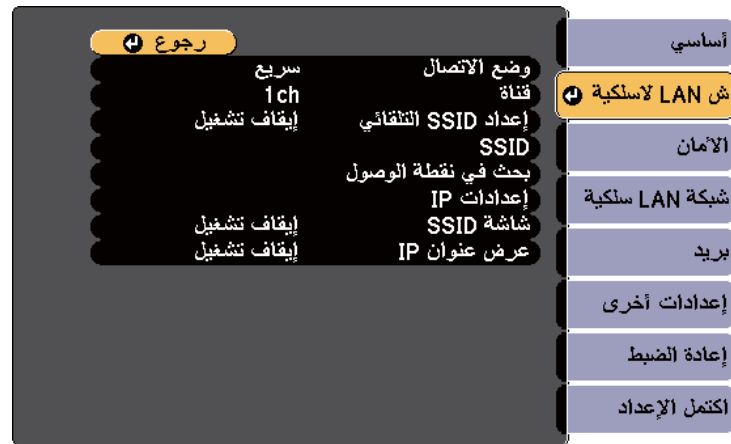 أساسي
ش LAN لاسلكية
الأمان
شبكة LAN سلكية
بريد
إعدادات أخرى
إعادة الضبط
اكتمل الإعداد
رجوع
وضع الاتصال سريع
قناة 1ch
إعداد SSID التلقائي إيقاف تشغيل
SSID
بحث في نقطة الوصول
إعدادات IP
شاشة SSID إيقاف تشغيل
عرض عنوان IP إيقاف تشغيل